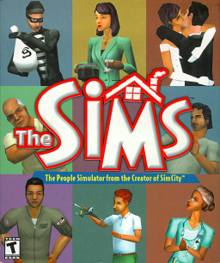 The
SiMS
The People Simulator from the Creator of SimCity™
T